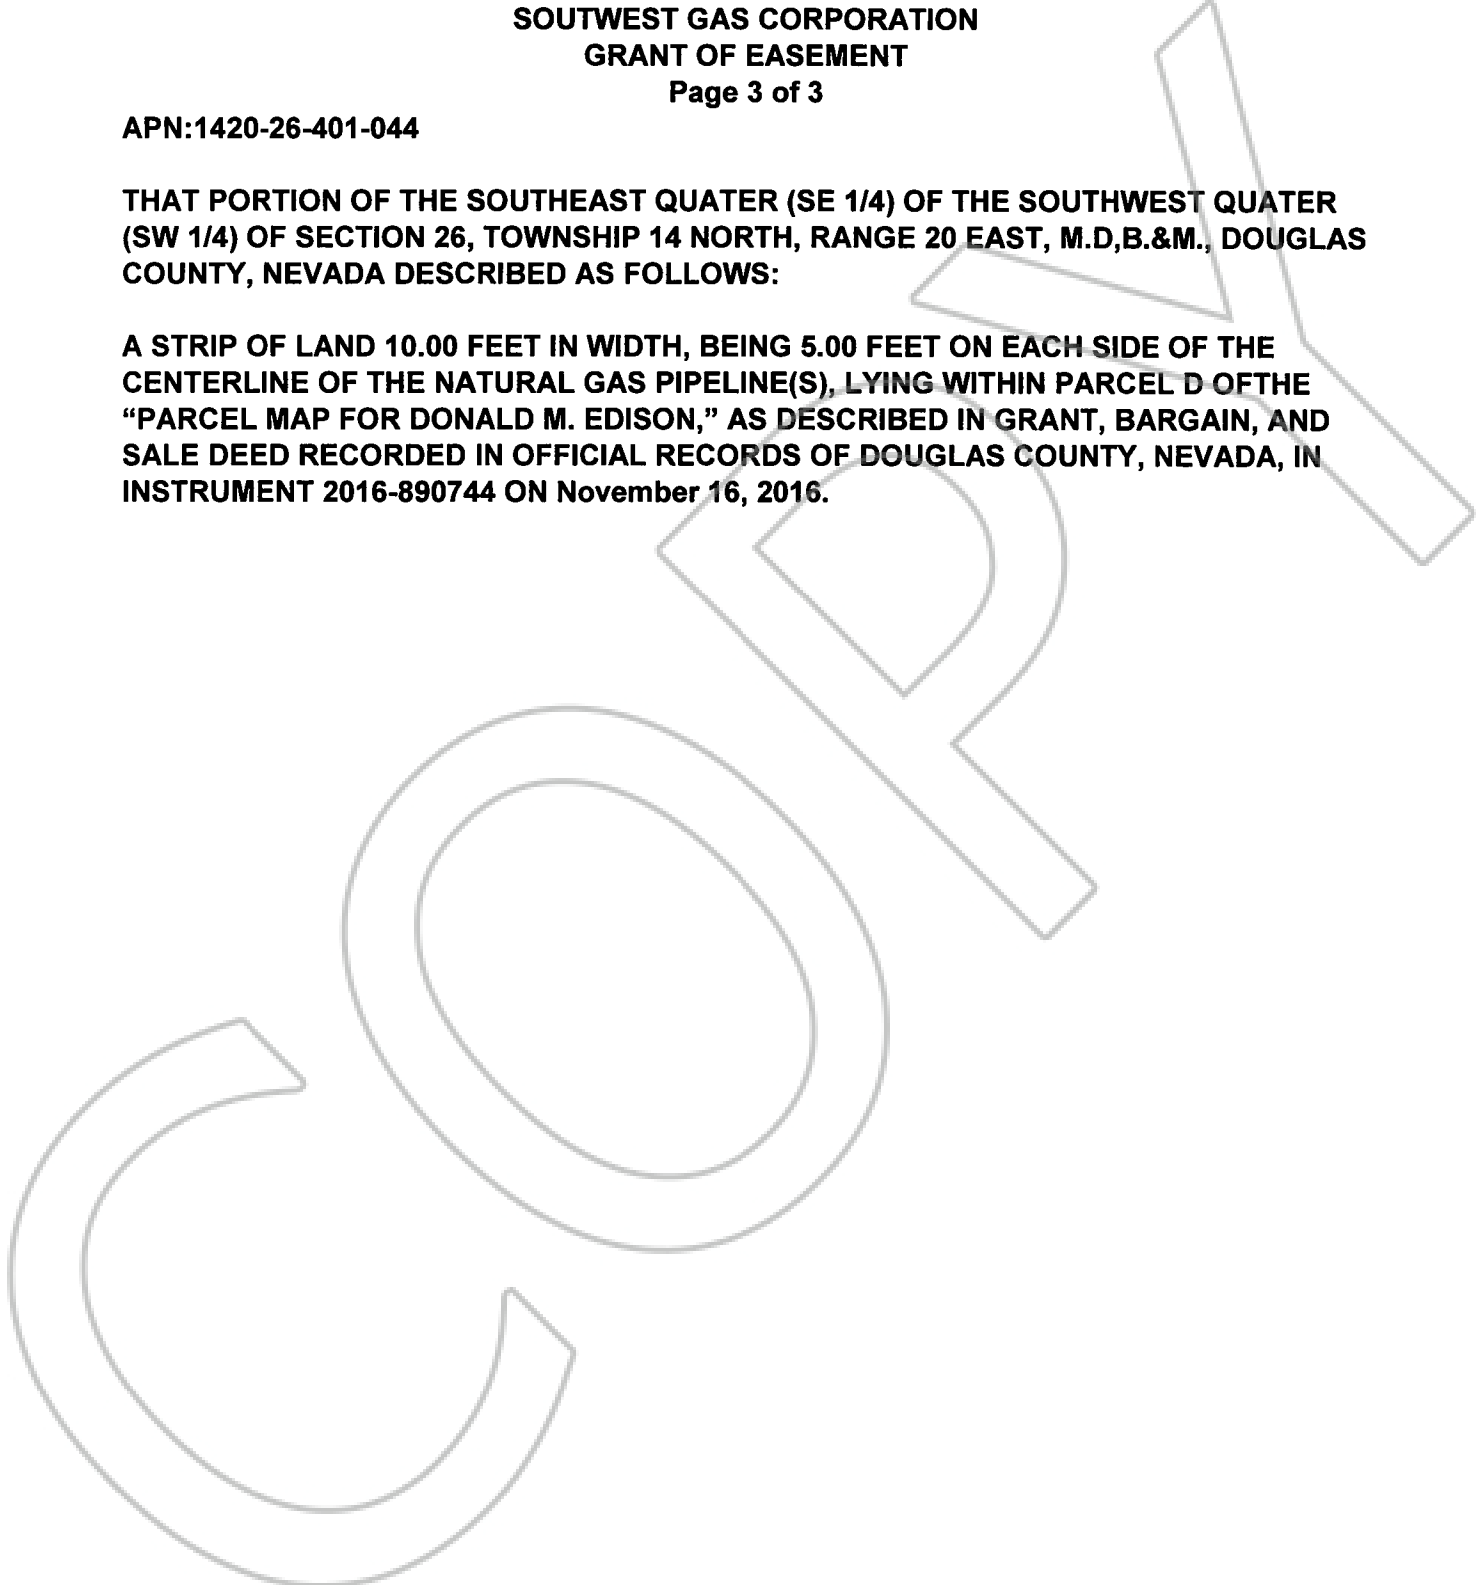 SOUTWEST GAS CORPORATION
GRANT OF EASEMENT
Page 3 of 3
APN:1420-26-401-044
THAT PORTION OF THE SOUTHEAST QUATER (SE 1/4) OF THE SOUTHWEST QUATER
(SW 1/4) OF SECTION 26, TOWNSHIP 14 NORTH, RANGE 20 EAST, M.D,B.&M., DOUGLAS
COUNTY, NEVADA DESCRIBED AS FOLLOWS:
A STRIP OF LAND 10.00 FEET IN WIDTH, BEING 5.00 FEET ON EACH SIDE OF THE
CENTERLINE OF THE NATURAL GAS PIPELINE(S), LYING WITHIN PARCEL D OFTHE
“PARCEL MAP FOR DONALD M. EDISON,” AS DESCRIBED IN GRANT, BARGAIN, AND
SALE DEED RECORDED IN OFFICIAL RECORDS OF DOUGLAS COUNTY, NEVADA, IN
INSTRUMENT 2016-890744 ON November 16, 2016.
COPY